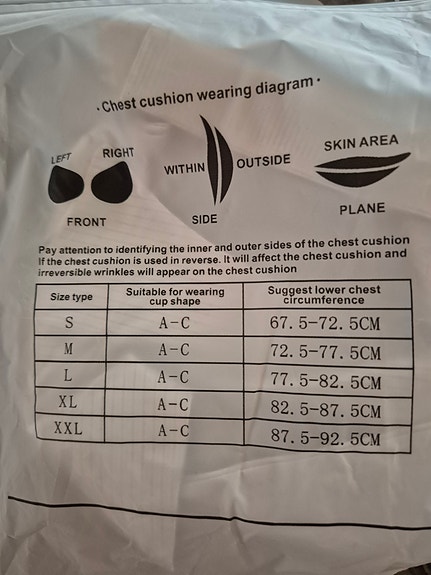 ·Chest cushion wearing diagram·
LEFT RIGHT
FRONT
WITHIN OUTSIDE
SIDE
SKIN AREA
PLANE
Pay attention to identifying the inner and outer sides of the chest cushion
If the chest cushion is used in reverse. It will affect the chest cushion and
irreversible wrinkles will appear on the chest cushion
Size type Suitable for wearing cup shape Suggest lower chest circumference
S A-C 67.5-72.5CM
M A-C 72.5-77.5CM
L A-C 77.5-82.5CM
XL A-C 82.5-87.5CM
XXL A-C 87.5-92.5CM